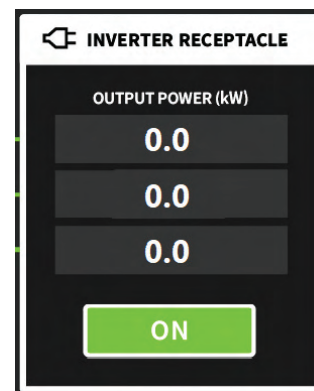 INVERTER RECEPTACLE
OUTPUT POWER (kW)
0.0
0.0
0.0
ON